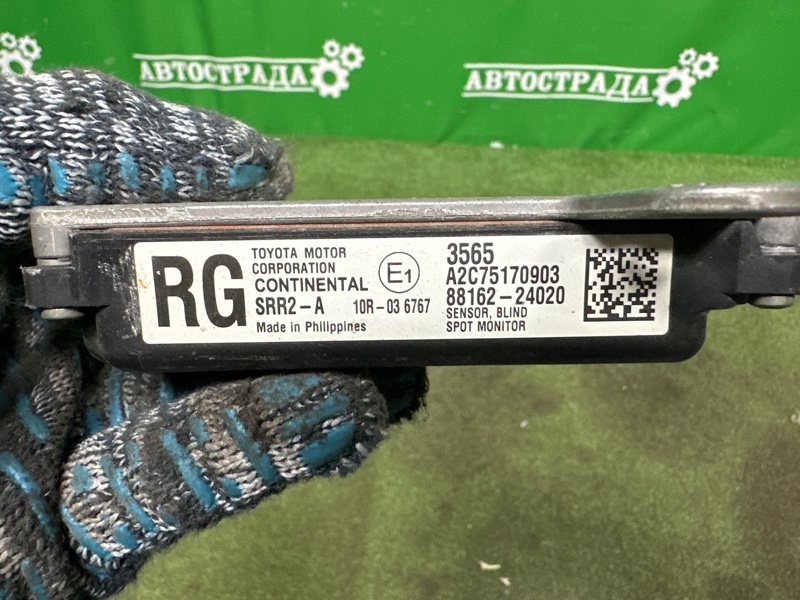 АВТОСТРАДА
АВТОСТРАДА
RG
TOYOTA MOTOR
CORPORATION
CONTINENTAL
SRR2-A
Made in Philippines
E1
10R-03 6767
3565
A2C75170903
88162-24020
SENSOR, BLIND
SPOT MONITOR